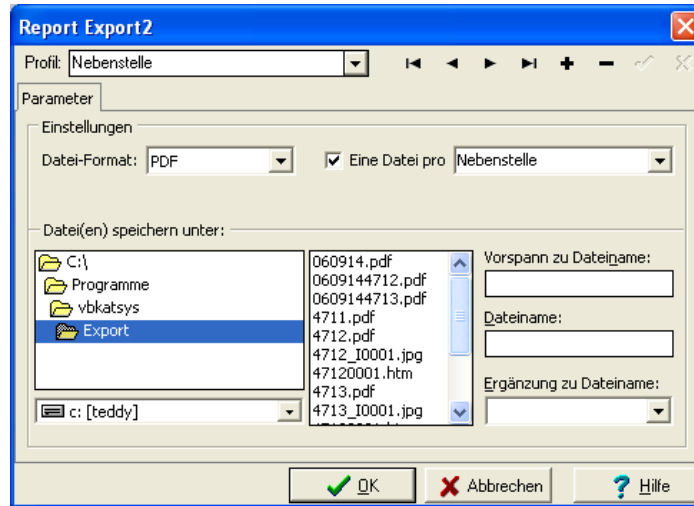 Report Export2
Profil: Nebenstelle
Parameter
Einstellungen
Datei-Format: PDF
Eine Datei pro Nebenstelle
Datei(en) speichern unter:
C:\
Programme
vbkatsys
Export
c: [teddy]
060914.pdf
0609144712.pdf
0609144713.pdf
4711.pdf
4712.pdf
4712_I0001.jpg
47120001.htm
4713.pdf
4713_I0001.jpg
Vorspann zu Dateiname:
Dateiname:
Ergänzung zu Dateiname:
OK
Abbrechen
Hilfe